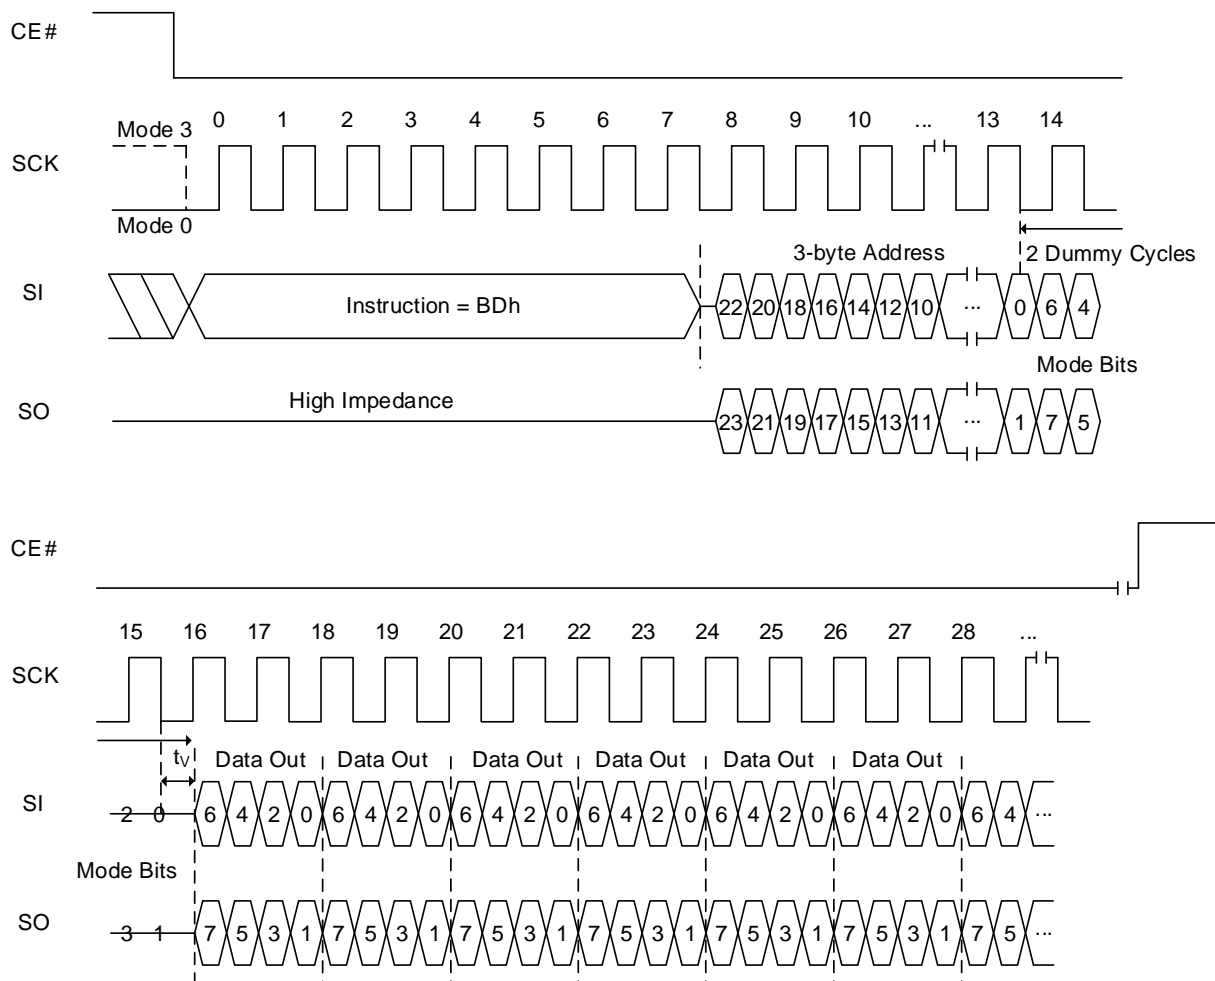 CE#
Mode 3 0 1 2 3 4 5 6 7 8 9 10 ... 13 14
SCK
Mode 0
3-byte Address 2 Dummy Cycles
SI Instruction = BDh 22 20 18 16 14 12 10 ... 0 6 4
Mode Bits
SO High Impedance 23 21 19 17 15 13 11 ... 1 7 5
CE#
15 16 17 18 19 20 21 22 23 24 25 26 27 28 ...
SCK
tV Data Out Data Out Data Out Data Out Data Out Data Out
SI 2 0 6 4 2 0 6 4 2 0 6 4 2 0 6 4 2 0 6 4 2 0 6 4 2 0 6 4 ...
Mode Bits
SO 3 1 7 5 3 1 7 5 3 1 7 5 3 1 7 5 3 1 7 5 3 1 7 5 3 1 7 5 ...